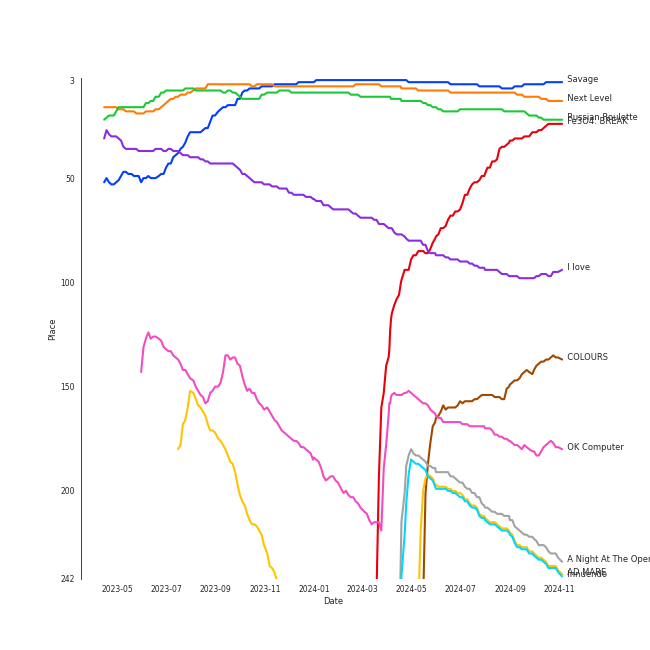 3
50
100
150
200
242
Place
2023-05
2023-07
2023-09
2023-11
2024-01
2024-03
2024-05
2024-07
2024-09
2024-11
Date
Savage
Next Level
Russian Roulette
Fe3O4: BREAK
I love
COLOURS
OK Computer
A Night At The Oper
AD MARE
Innuendo